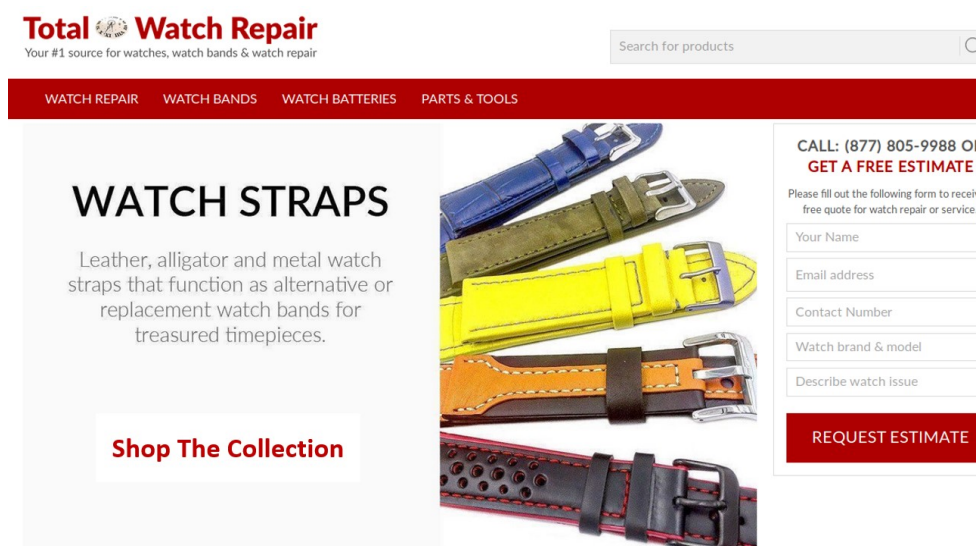 Total Watch Repair
Your #1 source for watches, watch bands & watch repair
Search for products
WATCH REPAIR WATCH BANDS WATCH BATTERIES PARTS & TOOLS
WATCH STRAPS
Leather, alligator and metal watch
straps that function as alternative or
replacement watch bands for
treasured timepieces.
Shop The Collection
CALL: (877) 805-9988
GET A FREE ESTIMATE
Please fill out the following form to
free quote for watch repair or service
Your Name
Email address
Contact Number
Watch brand & model
Describe watch issue
REQUEST ESTIMATE